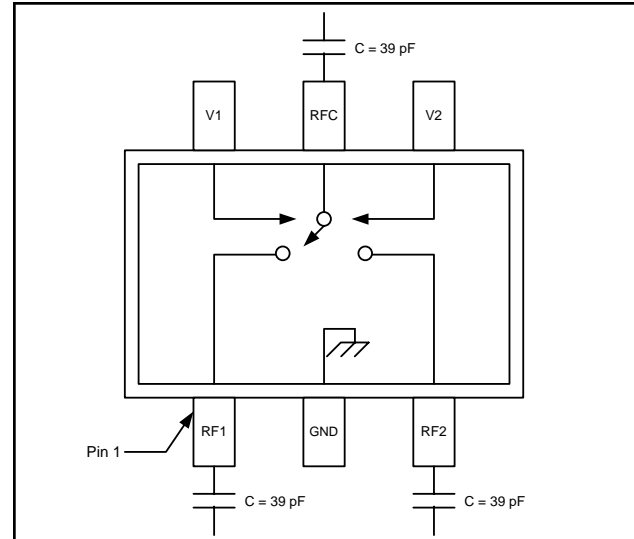 C = 39 pF
V1
RFC
V2
RF1
GND
RF2
Pin 1
C = 39 pF
C = 39 pF